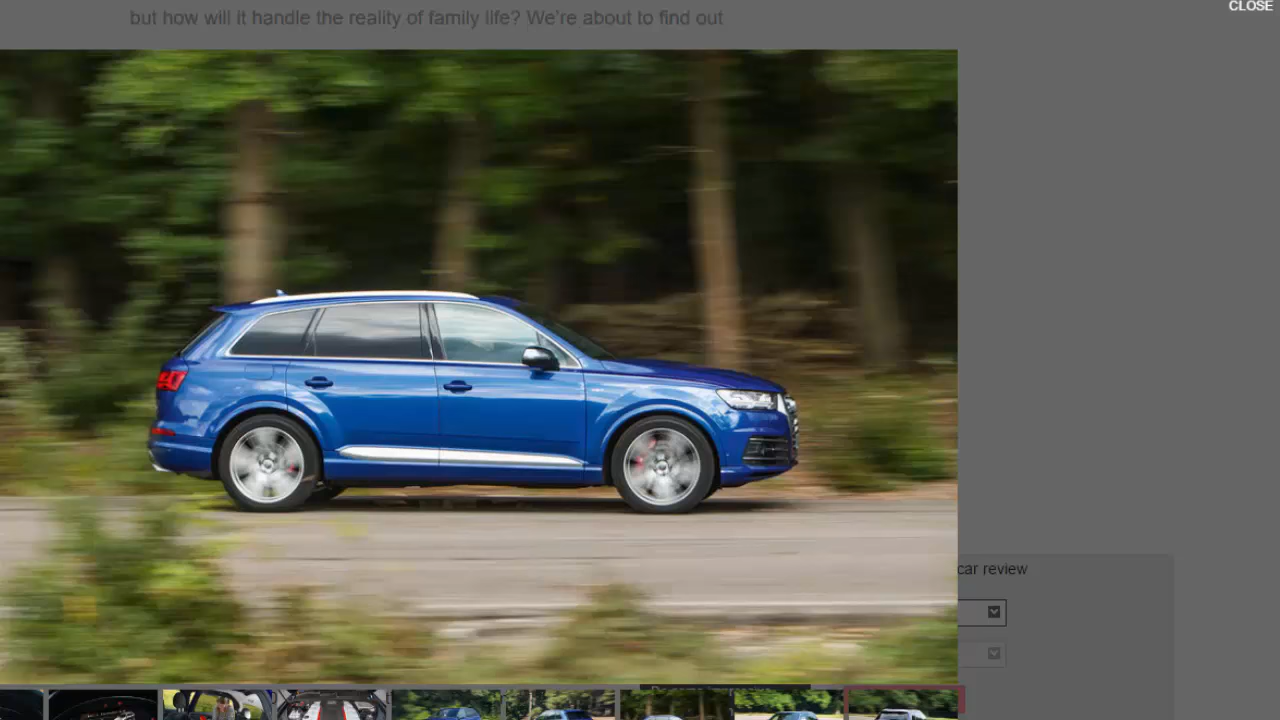 but how will it handle the reality of family life? We're about to find out
CLOSE
car review